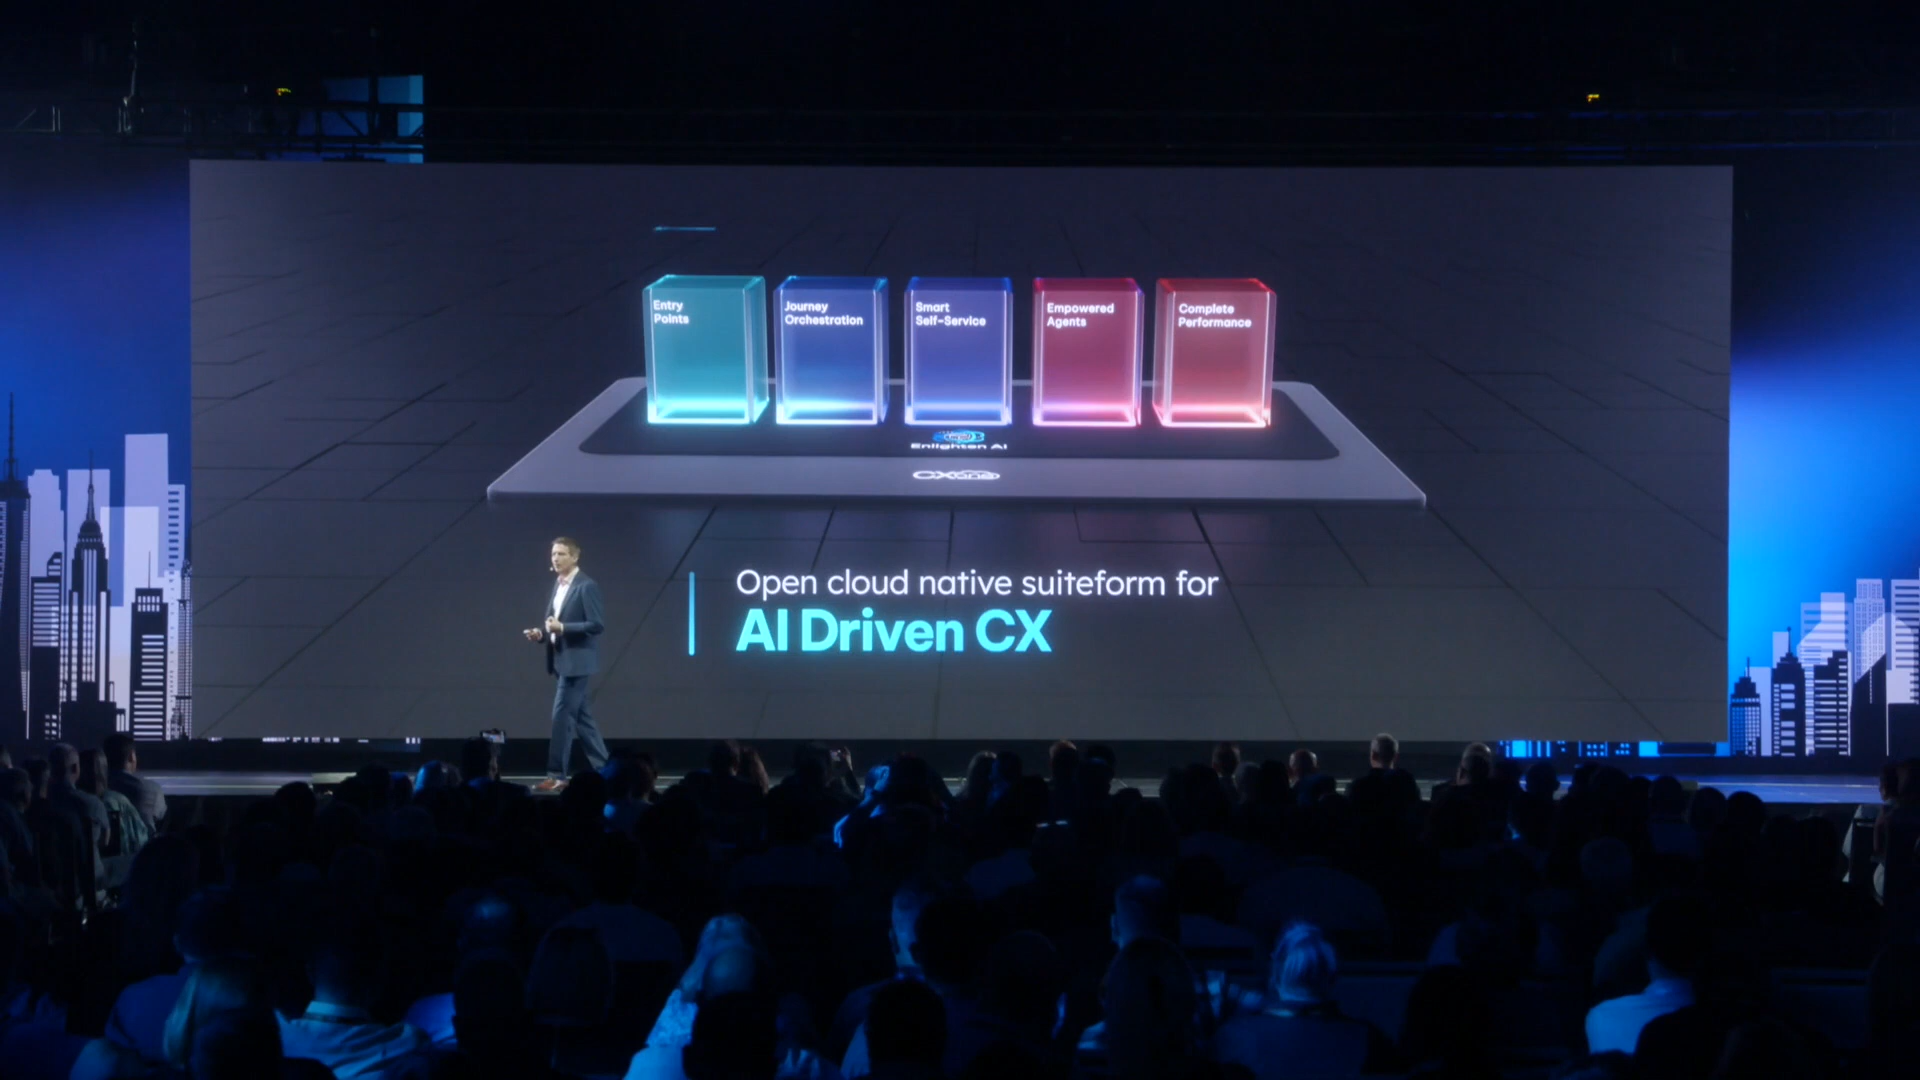 Entry
Points
Journey
Orchestration
Smart
Self-Service
Empowered
Agents
Complete
Performance
Enlighten AI
CXone
Open cloud native suiteform for
AI Driven CX